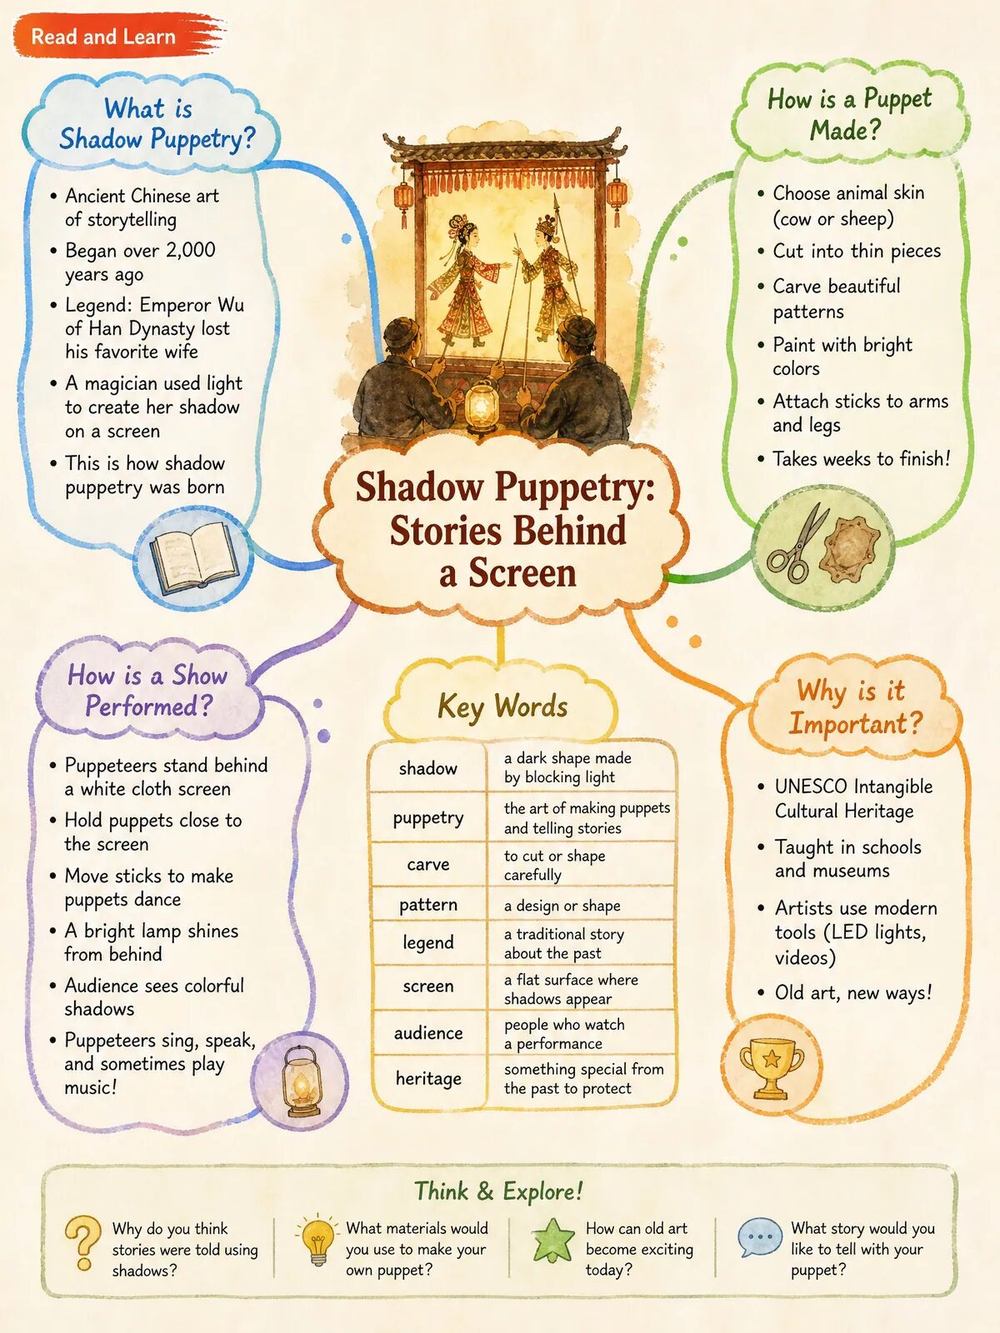 Read and Learn
What is
Shadow Puppetry?
• Ancient Chinese art
of storytelling
• Began over 2,000
years ago
• Legend: Emperor Wu
of Han Dynasty lost
his favorite wife
• A magician used light
to create her shadow
on a screen
• This is how shadow
puppetry was born
How is a Puppet
Made?
• Choose animal skin
(cow or sheep)
• Cut into thin pieces
• Carve beautiful
patterns
• Paint with bright
colors
• Attach sticks to arms
and legs
• Takes weeks to finish!
Shadow Puppetry:
Stories Behind
a Screen
How is a Show
Performed?
• Puppeteers stand behind
a white cloth screen
• Hold puppets close to
the screen
• Move sticks to make
puppets dance
• A bright lamp shines
from behind
• Audience sees colorful
shadows
• Puppeteers sing, speak,
and sometimes play
music!
Key Words
shadow
a dark shape made
by blocking light
puppetry
the art of making puppets
and telling stories
carve
to cut or shape
carefully
pattern
a design or shape
legend
a traditional story
about the past
screen
a flat surface where
shadows appear
audience
people who watch
a performance
heritage
something special from
the past to protect
Why is it
Important?
• UNESCO Intangible
Cultural Heritage
• Taught in schools
and museums
• Artists use modern
tools (LED lights,
videos)
• Old art, new ways!
Think & Explore!
Why do you think
stories were told using
shadows?
What materials would
you use to make your
own puppet?
How can old art
become exciting
today?
What story would you
like to tell with your
puppet?